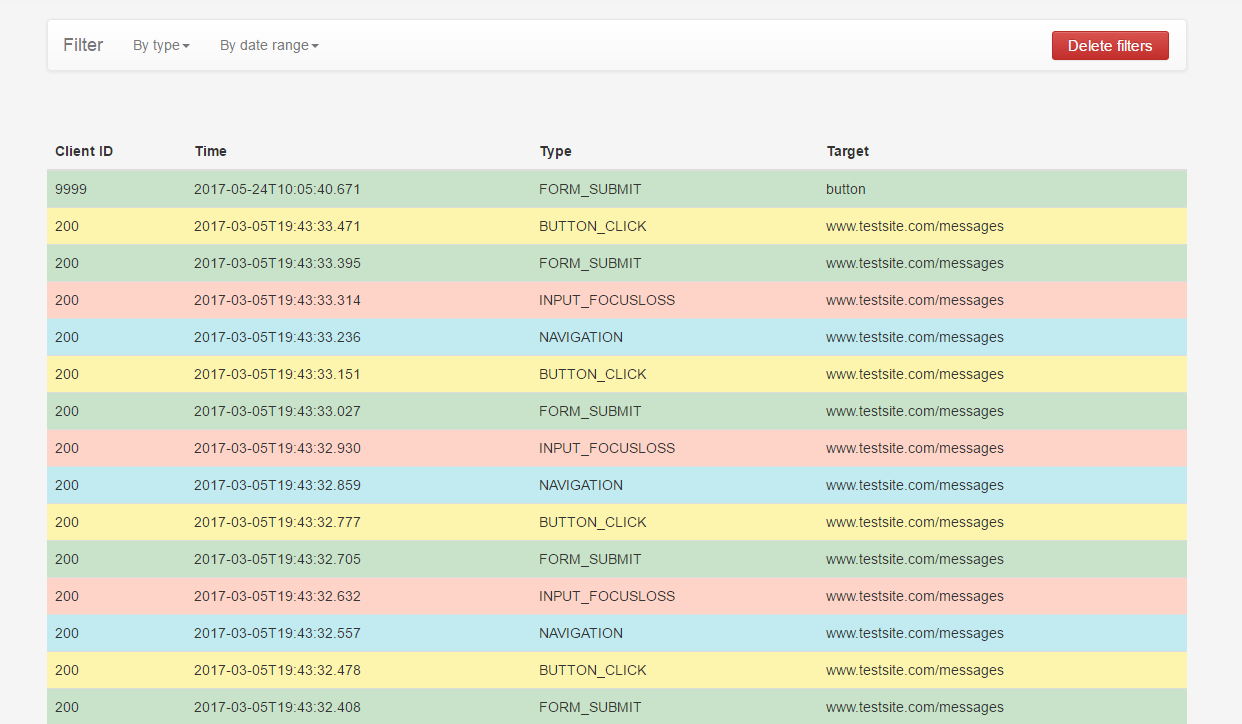 Filter By type By date range Delete filters
Client ID Time Type Target
9999 2017-05-24T10:05:40.671 FORM_SUBMIT button
200 2017-03-05T19:43:33.471 BUTTON_CLICK www.testsite.com/messages
200 2017-03-05T19:43:33.395 FORM_SUBMIT www.testsite.com/messages
200 2017-03-05T19:43:33.314 INPUT_FOCUSLOSS www.testsite.com/messages
200 2017-03-05T19:43:33.236 NAVIGATION www.testsite.com/messages
200 2017-03-05T19:43:33.151 BUTTON_CLICK www.testsite.com/messages
200 2017-03-05T19:43:33.027 FORM_SUBMIT www.testsite.com/messages
200 2017-03-05T19:43:32.930 INPUT_FOCUSLOSS www.testsite.com/messages
200 2017-03-05T19:43:32.859 NAVIGATION www.testsite.com/messages
200 2017-03-05T19:43:32.777 BUTTON_CLICK www.testsite.com/messages
200 2017-03-05T19:43:32.705 FORM_SUBMIT www.testsite.com/messages
200 2017-03-05T19:43:32.632 INPUT_FOCUSLOSS www.testsite.com/messages
200 2017-03-05T19:43:32.557 NAVIGATION www.testsite.com/messages
200 2017-03-05T19:43:32.478 BUTTON_CLICK www.testsite.com/messages
200 2017-03-05T19:43:32.408 FORM_SUBMIT www.testsite.com/messages